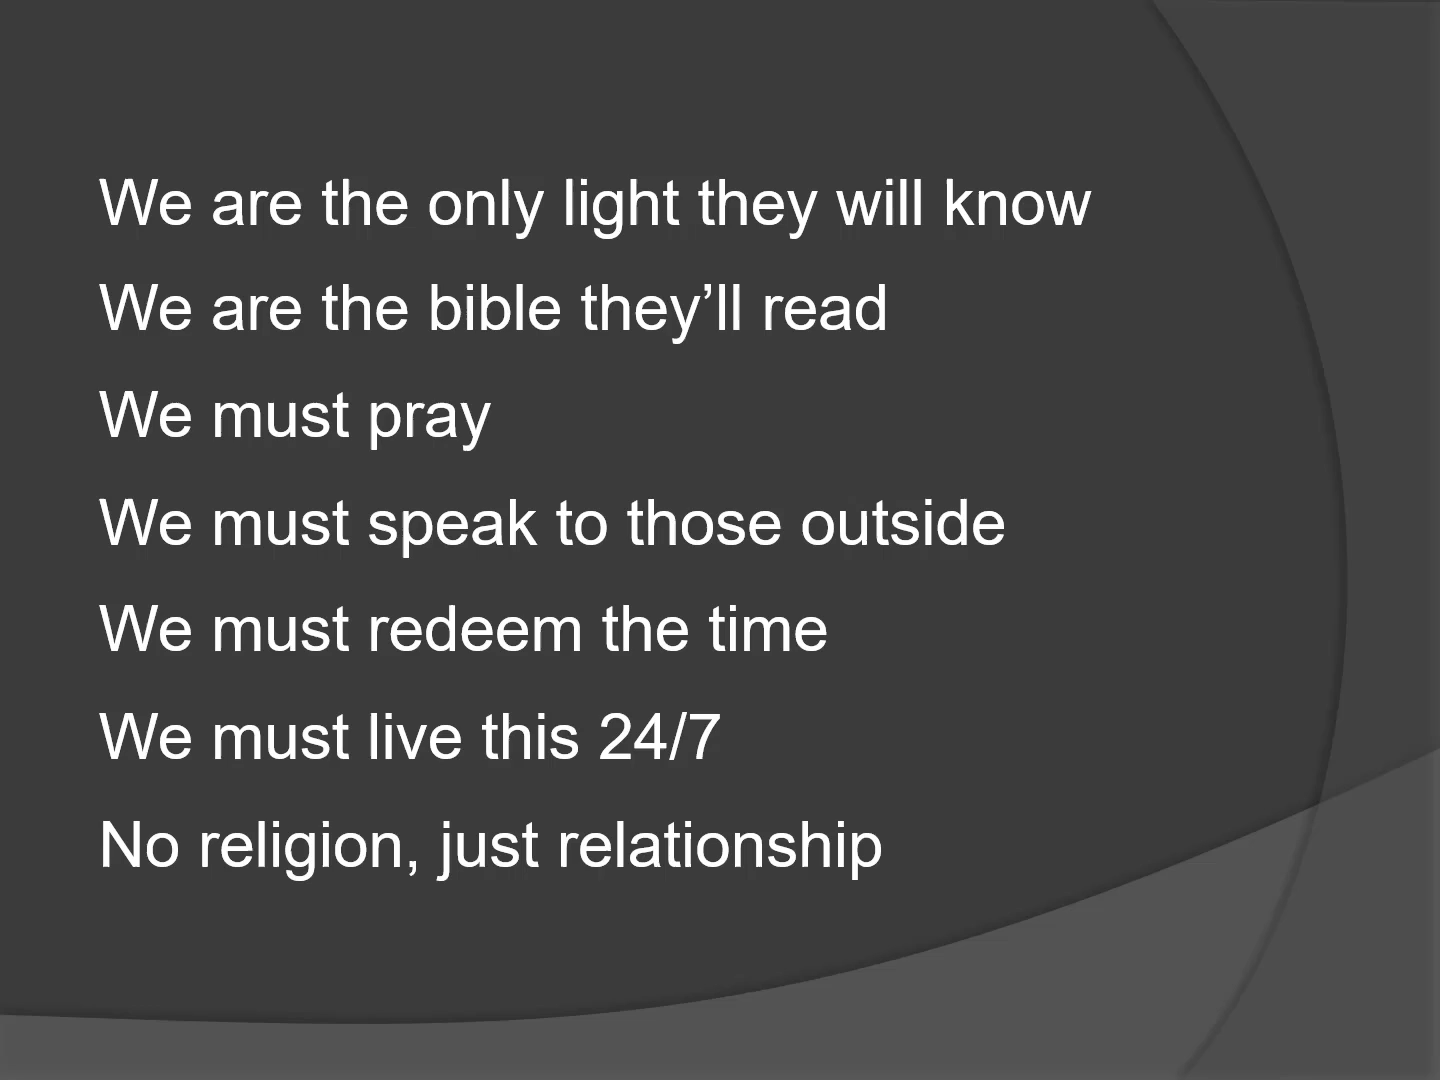 We are the only light they will know
We are the bible they’ll read
We must pray
We must speak to those outside
We must redeem the time
We must live this 24/7
No religion, just relationship